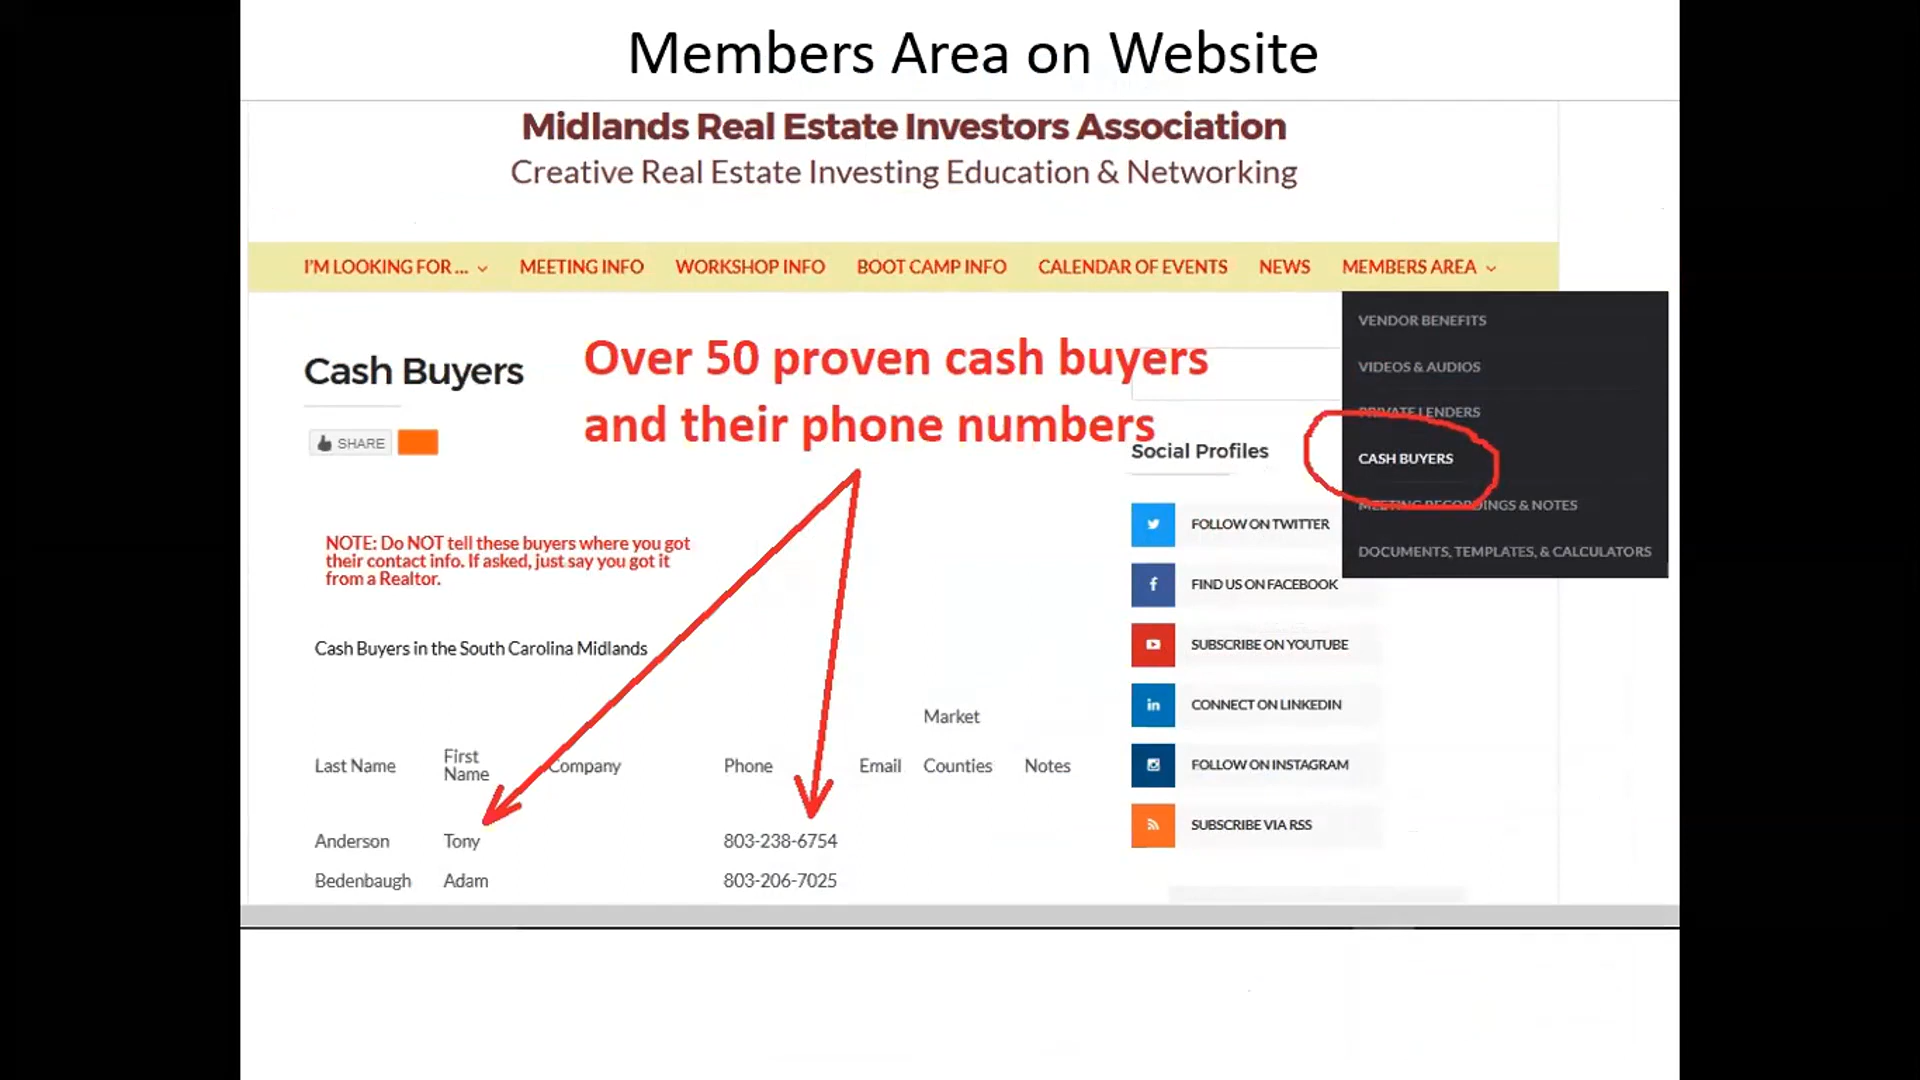 Members Area on Website
Midlands Real Estate Investors Association
Creative Real Estate Investing Education & Networking
I'M LOOKING FOR ... MEETING INFO WORKSHOP INFO BOOT CAMP INFO CALENDAR OF EVENTS NEWS MEMBERS AREA
VENDOR BENEFITS
VIDEOS & AUDIOS
PRIVATE LENDERS
CASH BUYERS
MEETING RECORDINGS & NOTES
DOCUMENTS, TEMPLATES, & CALCULATORS
Cash Buyers
Over 50 proven cash buyers
and their phone numbers
SHARE
NOTE: Do NOT tell these buyers where you got
their contact info. If asked, just say you got it
from a Realtor.
Cash Buyers in the South Carolina Midlands
Market
Last Name First Name Company Phone Email Counties Notes
Anderson Tony 803-238-6754
Bedenbaugh Adam 803-206-7025
Social Profiles
FOLLOW ON TWITTER
FIND US ON FACEBOOK
SUBSCRIBE ON YOUTUBE
CONNECT ON LINKEDIN
FOLLOW ON INSTAGRAM
SUBSCRIBE VIA RSS